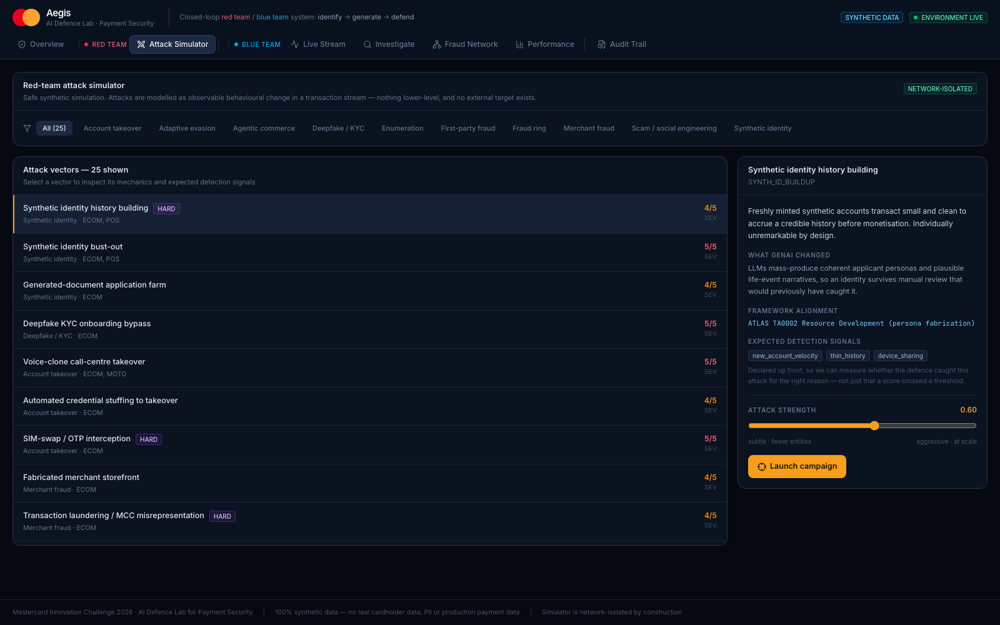 Aegis
AI Defence Lab · Payment Security
Closed-loop red team / blue team system: identify → generate → defend
SYNTHETIC DATA
ENVIRONMENT LIVE
Overview
RED TEAM
Attack Simulator
BLUE TEAM
Live Stream
Investigate
Fraud Network
Performance
Audit Trail
Red-team attack simulator
Safe synthetic simulation. Attacks are modelled as observable behavioural change in a transaction stream — nothing lower-level, and no external target exists.
NETWORK-ISOLATED
All (25)
Account takeover
Adaptive evasion
Agentic commerce
Deepfake / KYC
Enumeration
First-party fraud
Fraud ring
Merchant fraud
Scam / social engineering
Synthetic identity
Attack vectors — 25 shown
Select a vector to inspect its mechanics and expected detection signals
Synthetic identity history building HARD
Synthetic identity · ECOM, POS
4/5
SEV
Synthetic identity bust-out
Synthetic identity · ECOM, POS
5/5
SEV
Generated-document application farm
Synthetic identity · ECOM
4/5
SEV
Deepfake KYC onboarding bypass
Deepfake / KYC · ECOM
5/5
SEV
Voice-clone call-centre takeover
Account takeover · ECOM, MOTO
5/5
SEV
Automated credential stuffing to takeover
Account takeover · ECOM
4/5
SEV
SIM-swap / OTP interception HARD
Account takeover · ECOM
5/5
SEV
Fabricated merchant storefront
Merchant fraud · ECOM
4/5
SEV
Transaction laundering / MCC misrepresentation HARD
Merchant fraud · ECOM
4/5
SEV
Synthetic identity history building
SYNTH_ID_BUILDUP
Freshly minted synthetic accounts transact small and clean to
accrue a credible history before monetisation. Individually
unremarkable by design.
WHAT GENAI CHANGED
LLMs mass-produce coherent applicant personas and plausible
life-event narratives, so an identity survives manual review that
would previously have caught it.
FRAMEWORK ALIGNMENT
ATLAS TA0002 Resource Development (persona fabrication)
EXPECTED DETECTION SIGNALS
new_account_velocity
thin_history
device_sharing
Declared up front, so we can measure whether the defence caught this
attack for the right reason — not just that a score crossed a threshold.
ATTACK STRENGTH
0.60
subtle · fewer entities
aggressive · at scale
Launch campaign
Mastercard Innovation Challenge 2026 · AI Defence Lab for Payment Security
100% synthetic data — no real cardholder data, PII or production payment data
Simulator is network-isolated by construction